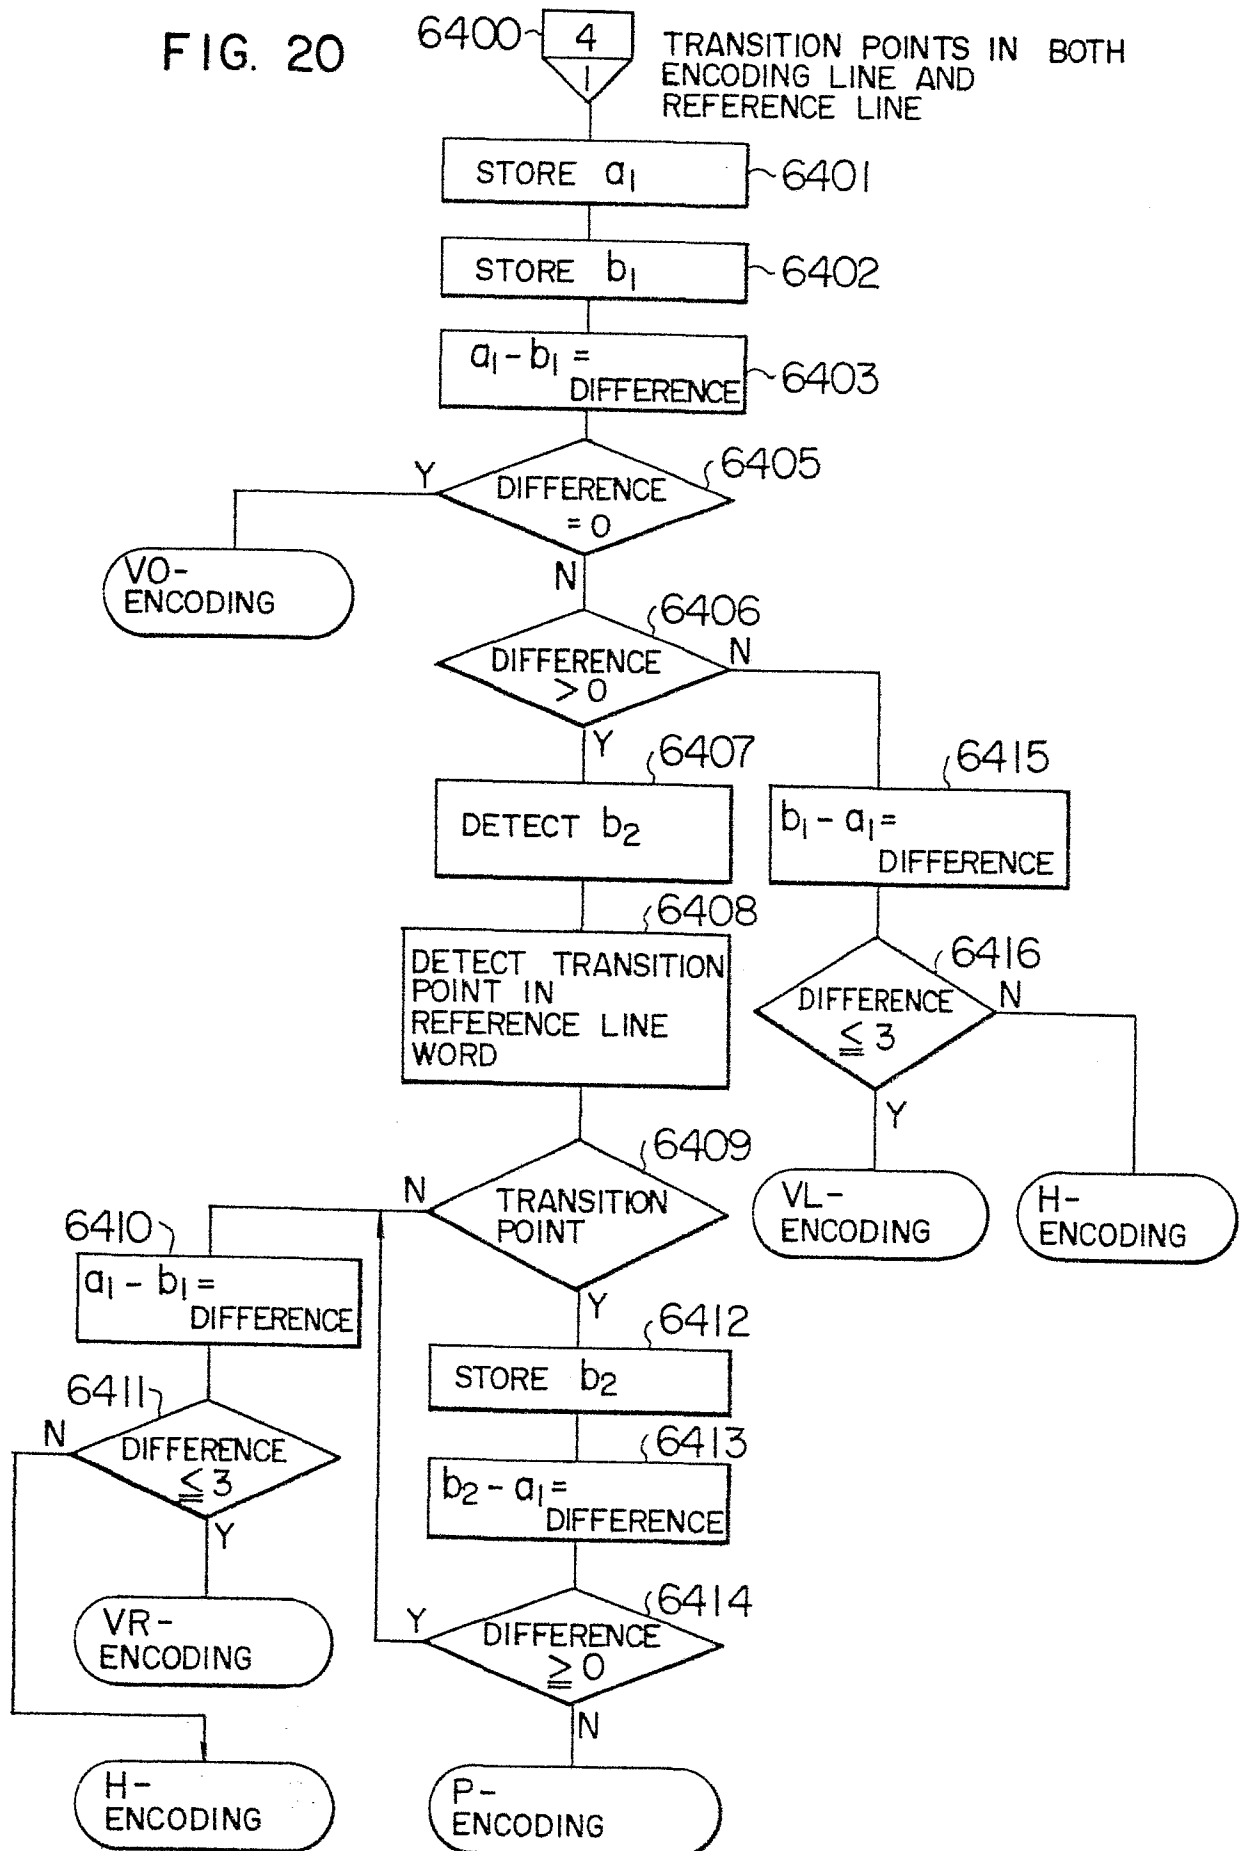 FIG. 20
6400
4
1
TRANSITION POINTS IN BOTH
ENCODING LINE AND
REFERENCE LINE
STORE a1
6401
STORE b1
6402
a1 - b1 =
DIFFERENCE
6403
6405
Y
DIFFERENCE
= 0
N
VO-
ENCODING
6406
DIFFERENCE
> 0
N
Y
6407
DETECT b2
6415
b1 - a1 =
DIFFERENCE
6408
DETECT TRANSITION
POINT IN
REFERENCE LINE
WORD
6416
DIFFERENCE
≦ 3
N
Y
VL-
ENCODING
H-
ENCODING
6409
N
TRANSITION
POINT
Y
6410
a1 - b1 =
DIFFERENCE
6412
STORE b2
6411
N
DIFFERENCE
≦ 3
Y
6413
b2 - a1 =
DIFFERENCE
6414
Y
DIFFERENCE
≧ 0
N
VR-
ENCODING
H-
ENCODING
P-
ENCODING